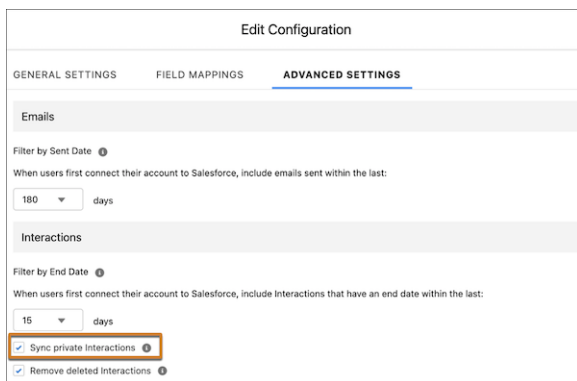 Edit Configuration
GENERAL SETTINGS FIELD MAPPINGS ADVANCED SETTINGS
Emails
Filter by Sent Date
When users first connect their account to Salesforce, include emails sent within the last:
180 days
Interactions
Filter by End Date
When users first connect their account to Salesforce, include Interactions that have an end date within the last:
15 days
Sync private Interactions
Remove deleted Interactions